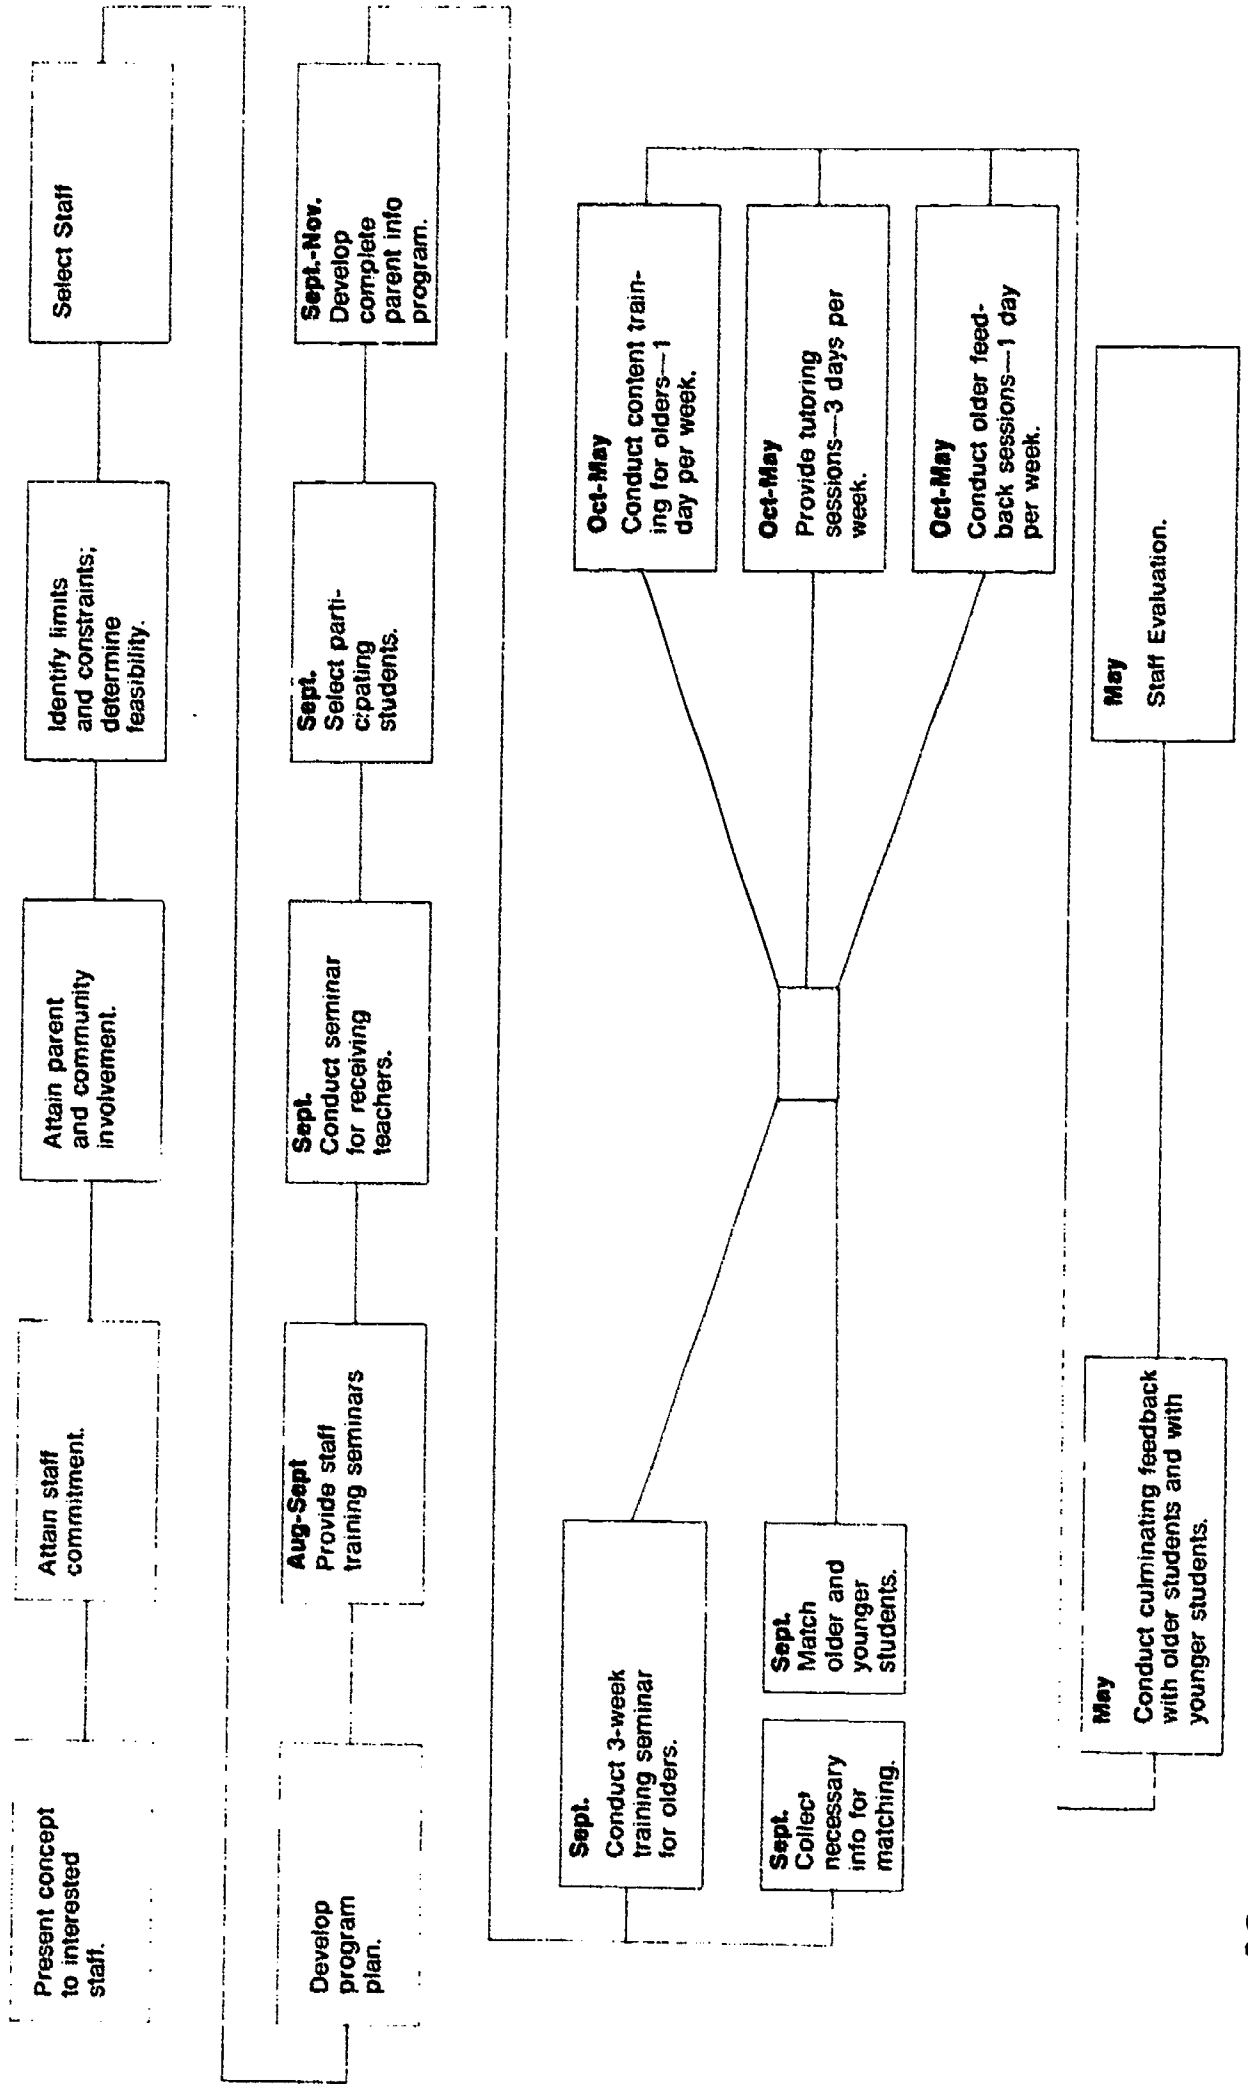 Present concept
to interested
staff.
Attain staff
commitment.
Attain parent
and community
involvement.
Identify limits
and constraints;
determine
feasibility.
Select Staff
Develop
program
plan.
Aug-Sept
Provide staff
training seminars
Sept.
Conduct seminar
for receiving
teachers.
Sept.
Select parti-
cipating
students.
Sept.-Nov.
Develop
complete
parent info
program.
Sept.
Conduct 3-week
training seminar
for olders.
Sept.
Collect
necessary
info for
matching.
Sept.
Match
older and
younger
students.
Oct-May
Conduct content train-
ing for olders—1
day per week.
Oct-May
Provide tutoring
sessions—3 days per
week.
Oct-May
Conduct older feed-
back sessions—1 day
per week.
May
Conduct culminating feedback
with older students and with
younger students.
May
Staff Evaluation.